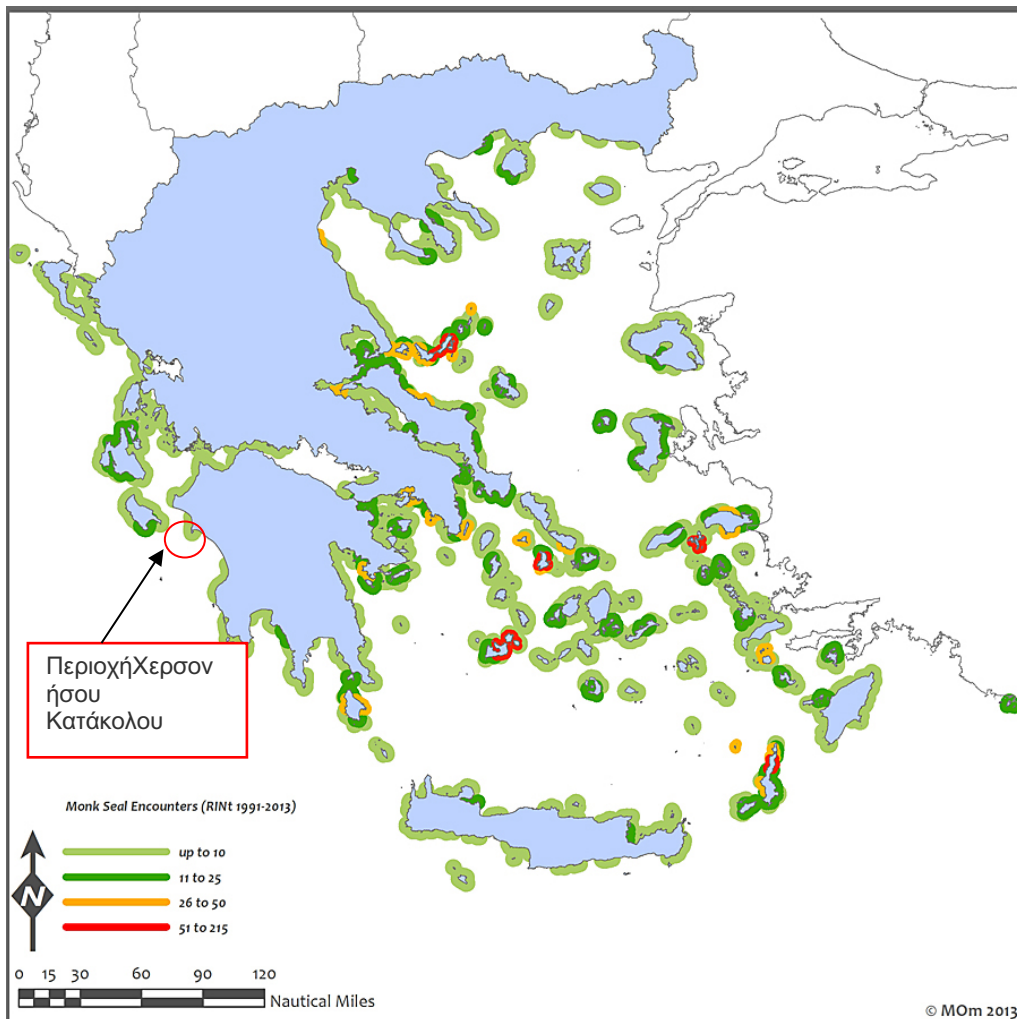 ΠεριοχήΧερσον
ήσου
Κατάκολου
Monk Seal Encounters (RINt 1991-2013)
up to 10
11 to 25
26 to 50
51 to 215
N
0 15 30 60 90 120
Nautical Miles
© MOm 2013